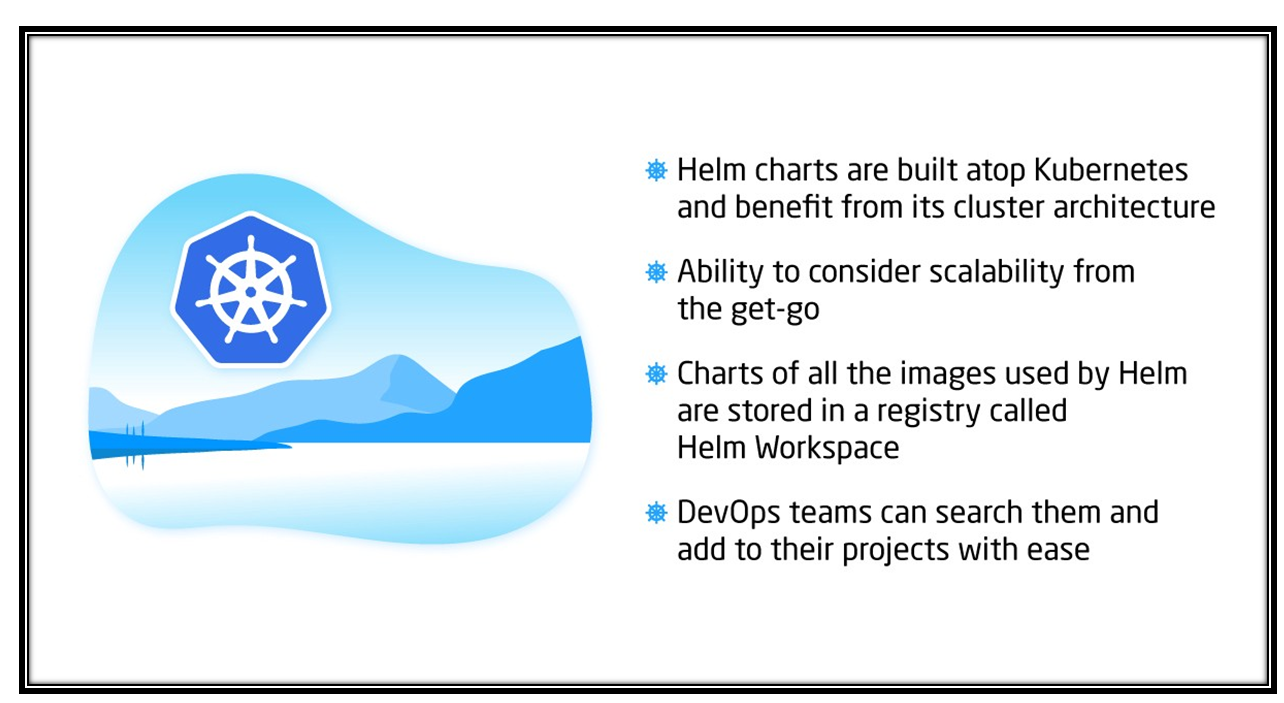 Helm charts are built atop Kubernetes
and benefit from its cluster architecture
Ability to consider scalability from
the get-go
Charts of all the images used by Helm
are stored in a registry called
Helm Workspace
DevOps teams can search them and
add to their projects with ease